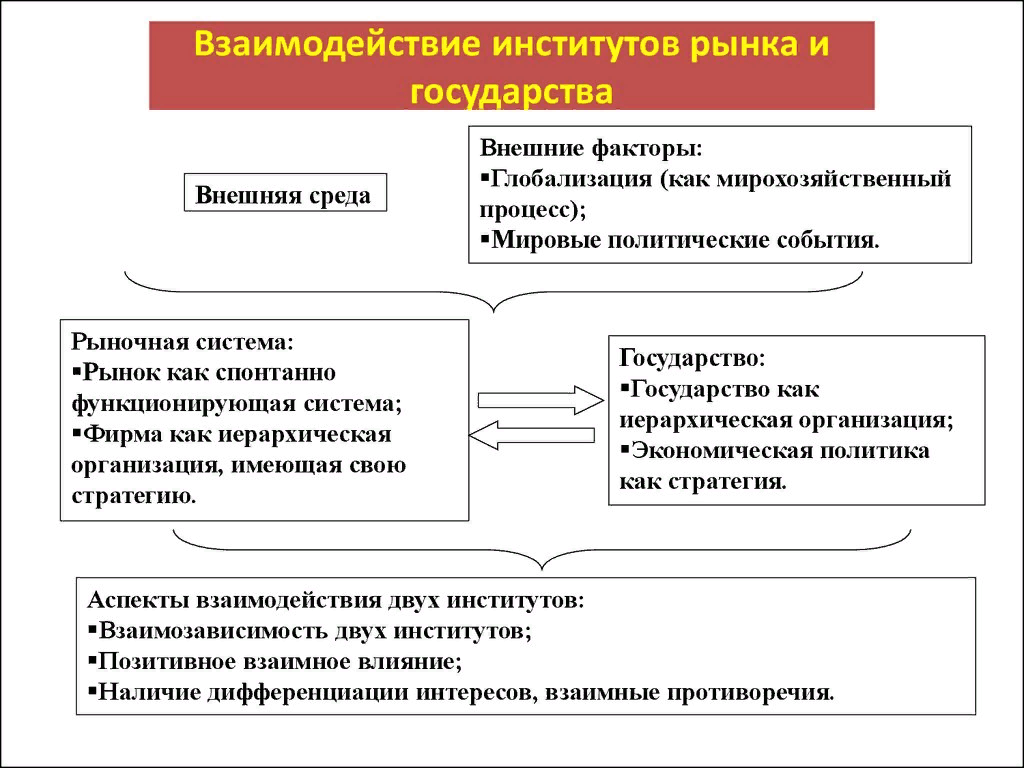 Взаимодействие институтов рынка и
государства
Внешняя среда
Внешние факторы:
▪Глобализация (как мирохозяйственный
процесс);
▪Мировые политические события.
Рыночная система:
▪Рынок как спонтанно
функционирующая система;
▪Фирма как иерархическая
организация, имеющая свою
стратегию.
Государство:
▪Государство как
иерархическая организация;
▪Экономическая политика
как стратегия.
Аспекты взаимодействия двух институтов:
▪Взаимозависимость двух институтов;
▪Позитивное взаимное влияние;
▪Наличие дифференциации интересов, взаимные противоречия.